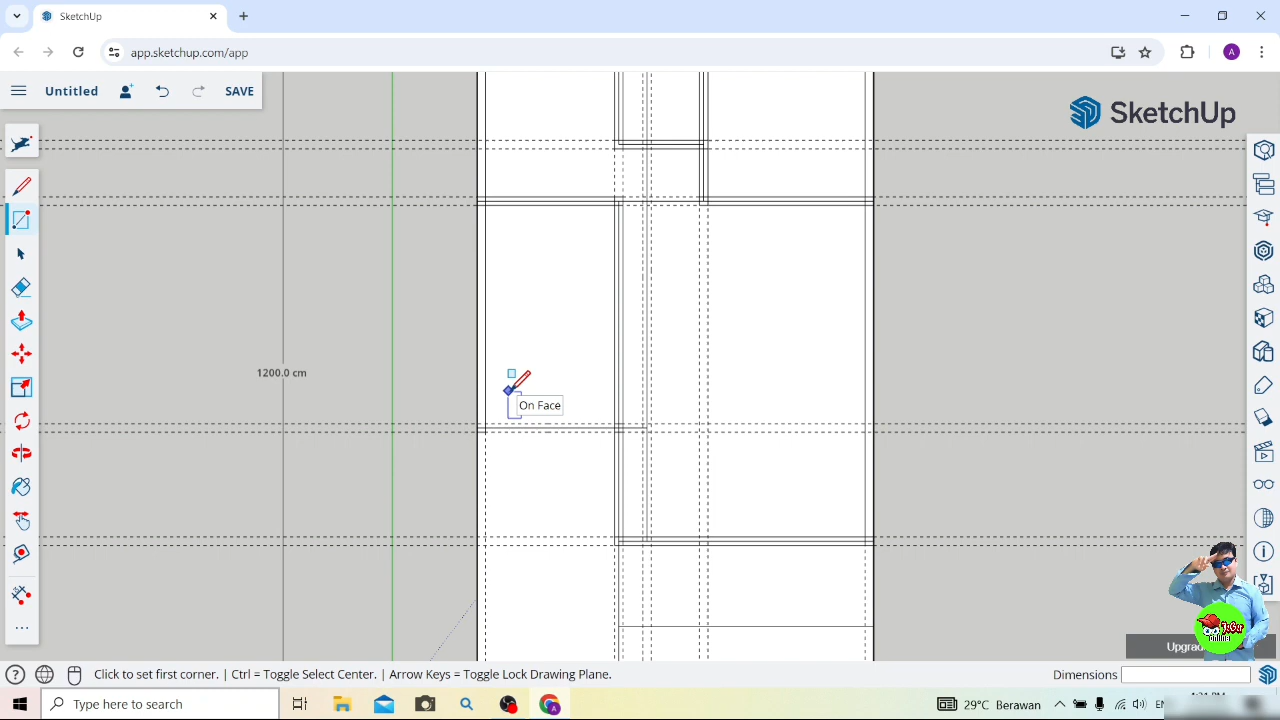 SketchUp
app.sketchup.com/app
A
Untitled
SAVE
SketchUp
1200.0 cm
On Face
Click to set first corner. | Ctrl = Toggle Select Center. | Arrow Keys = Toggle Lock Drawing Plane.
Dimensions
Type here to search
29°C Berawan